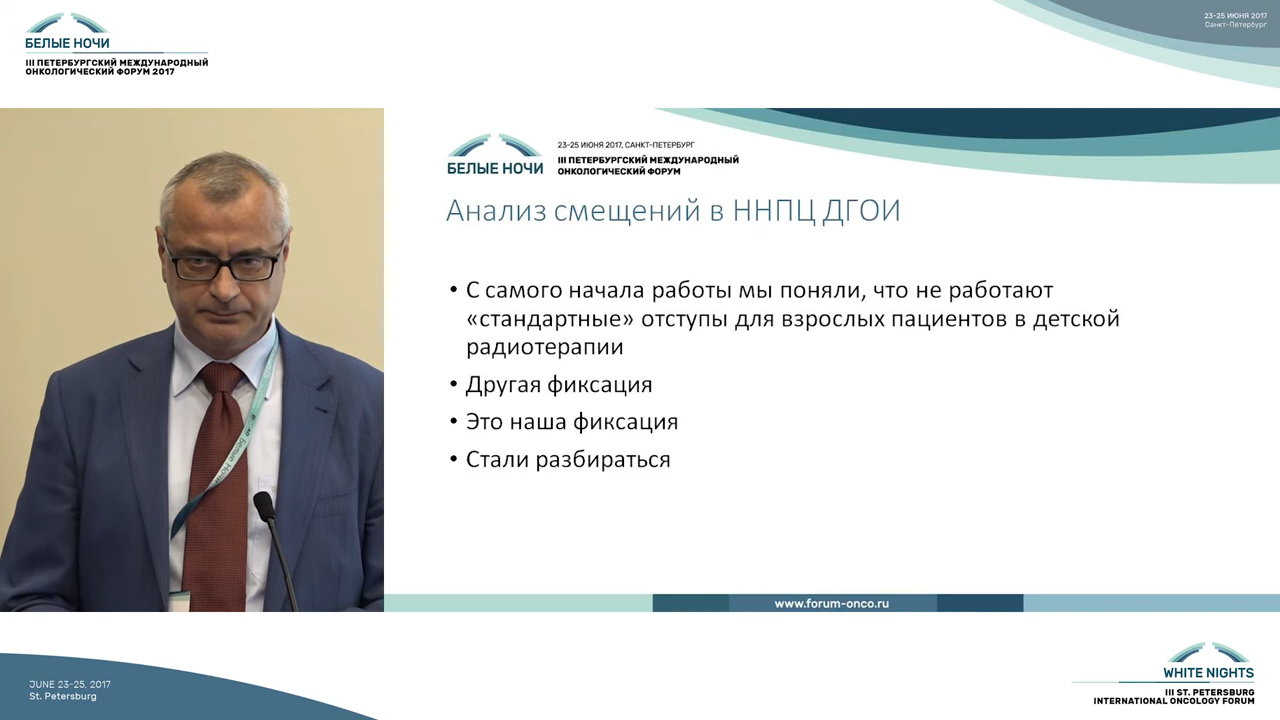 БЕЛЫЕ НОЧИ
III ПЕТЕРБУРГСКИЙ МЕЖДУНАРОДНЫЙ
ОНКОЛОГИЧЕСКИЙ ФОРУМ 2017
23-25 ИЮНЯ 2017
Санкт-Петербург
БЕЛЫЕ НОЧИ
23-25 ИЮНЯ 2017, САНКТ-ПЕТЕРБУРГ
III ПЕТЕРБУРГСКИЙ МЕЖДУНАРОДНЫЙ
ОНКОЛОГИЧЕСКИЙ ФОРУМ
Анализ смещений в ННПЦ ДГОИ
• С самого начала работы мы поняли, что не работают
«стандартные» отступы для взрослых пациентов в детской
радиотерапии
• Другая фиксация
• Это наша фиксация
• Стали разбираться
Белые Ночи
www.forum-onco.ru
JUNE 23-25, 2017
St. Petersburg
WHITE NIGHTS
III ST. PETERSBURG
INTERNATIONAL ONCOLOGY FORUM